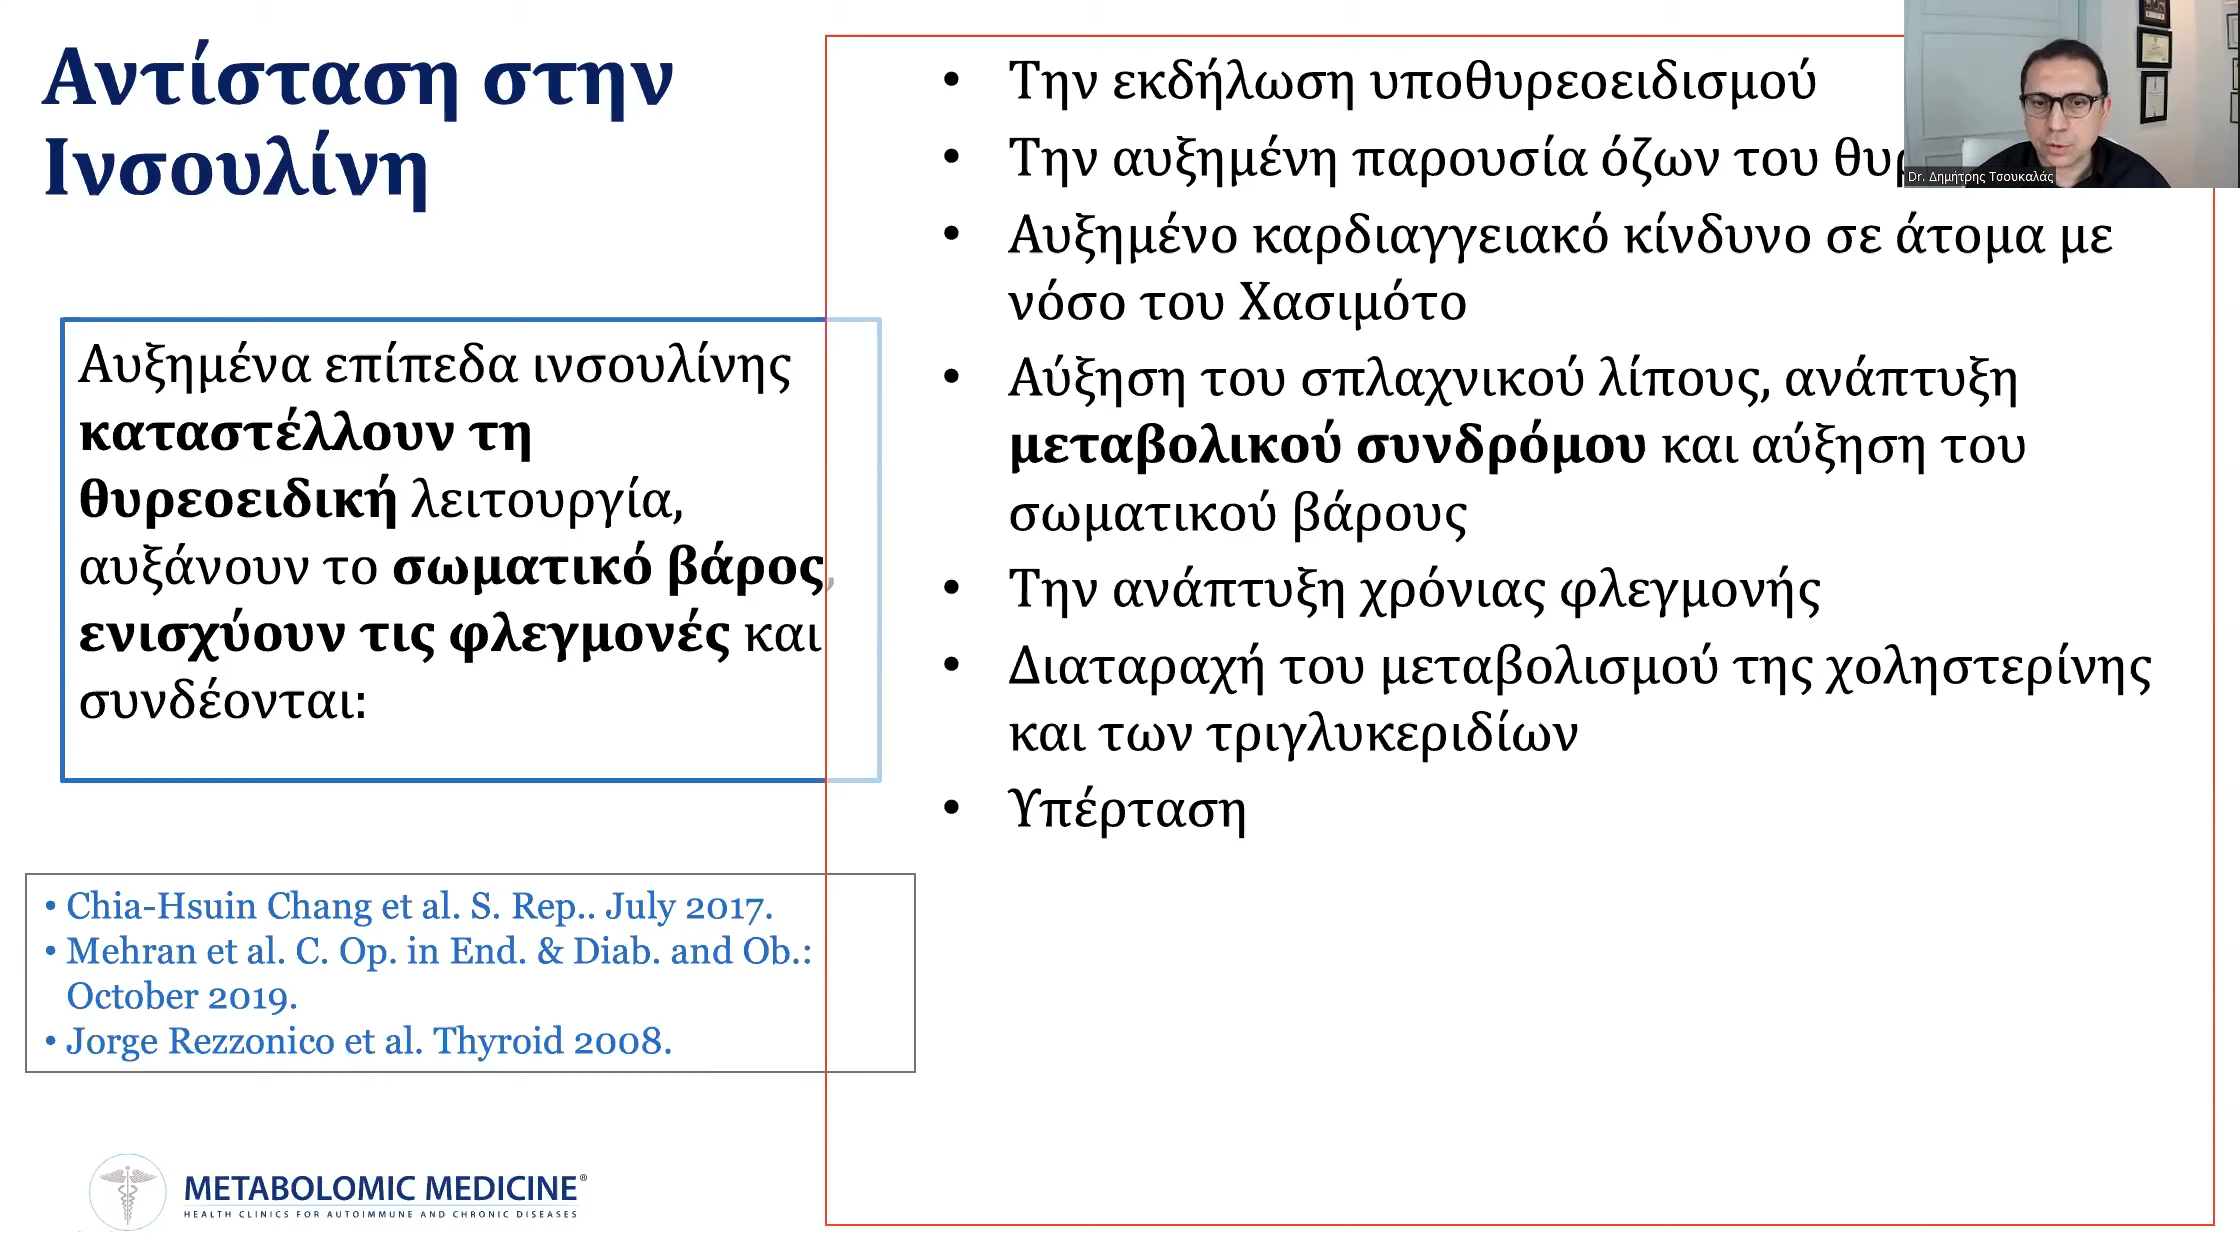 Αντίσταση στην
Ινσουλίνη
Αυξημένα επίπεδα ινσουλίνης
καταστέλλουν τη
θυρεοειδική λειτουργία,
αυξάνουν το σωματικό βάρος,
ενισχύουν τις φλεγμονές και
συνδέονται:
• Chia-Hsuin Chang et al. S. Rep.. July 2017.
• Mehran et al. C. Op. in End. & Diab. and Ob.:
October 2019.
• Jorge Rezzonico et al. Thyroid 2008.
METABOLOMIC MEDICINE®
HEALTH CLINICS FOR AUTOIMMUNE AND CHRONIC DISEASES
• Την εκδήλωση υποθυρεοειδισμού
• Την αυξημένη παρουσία όζων του
• Αυξημένο καρδιαγγειακό κίνδυνο σε άτομα με
νόσο του Χασιμότο
• Αύξηση του σπλαχνικού λίπους, ανάπτυξη
μεταβολικού συνδρόμου και αύξηση του
σωματικού βάρους
• Την ανάπτυξη χρόνιας φλεγμονής
• Διαταραχή του μεταβολισμού της χοληστερίνης
και των τριγλυκεριδίων
• Υπέρταση
Dr. Δημήτρης Τσουκαλάς